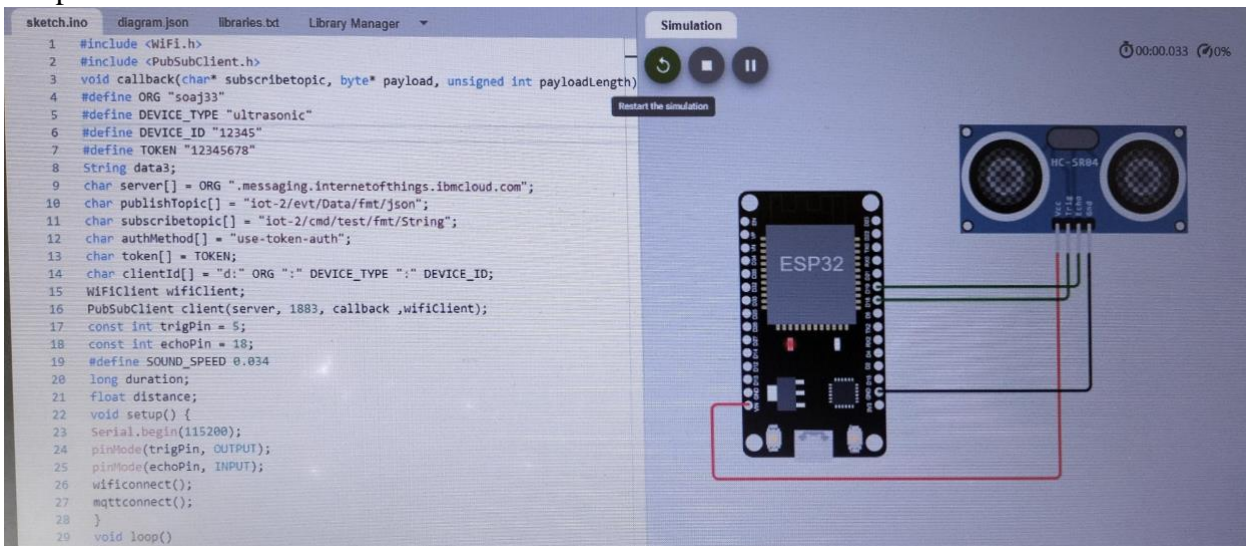 sketch.ino diagram.json libraries.txt Library Manager
1 #include <WiFi.h>
2 #include <PubSubClient.h>
3 void callback(char* subscribetopic, byte* payload, unsigned int payloadLength)
4 #define ORG "soaj33"
5 #define DEVICE_TYPE "ultrasonic"
6 #define DEVICE_ID "12345"
7 #define TOKEN "12345678"
8 String data3;
9 char server[] = ORG ".messaging.internetofthings.ibmcloud.com";
10 char publishTopic[] = "iot-2/evt/Data/fmt/json";
11 char subscribetopic[] = "iot-2/cmd/test/fmt/String";
12 char authMethod[] = "use-token-auth";
13 char token[] = TOKEN;
14 char clientId[] = "d:" ORG ":" DEVICE_TYPE ":" DEVICE_ID;
15 WiFiClient wifiClient;
16 PubSubClient client(server, 1883, callback ,wifiClient);
17 const int trigPin = 5;
18 const int echoPin = 18;
19 #define SOUND_SPEED 0.034
20 long duration;
21 float distance;
22 void setup() {
23 Serial.begin(115200);
24 pinMode(trigPin, OUTPUT);
25 pinMode(echoPin, INPUT);
26 wificonnect();
27 mqttconnect();
28 }
29 void loop()
Simulation
00:00.033 0%
Restart the simulation
HC-SR04
Vcc
Trig
Echo
Gnd
ESP32